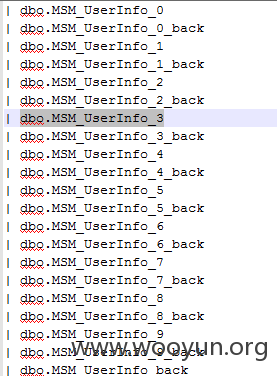 | dbo.MSM_UserInfo_0
| dbo.MSM_UserInfo_0_back
| dbo.MSM_UserInfo_1
| dbo.MSM_UserInfo_1_back
| dbo.MSM_UserInfo_2
| dbo.MSM_UserInfo_2_back
| dbo.MSM_UserInfo_3
| dbo.MSM_UserInfo_3_back
| dbo.MSM_UserInfo_4
| dbo.MSM_UserInfo_4_back
| dbo.MSM_UserInfo_5
| dbo.MSM_UserInfo_5_back
| dbo.MSM_UserInfo_6
| dbo.MSM_UserInfo_6_back
| dbo.MSM_UserInfo_7
| dbo.MSM_UserInfo_7_back
| dbo.MSM_UserInfo_8
| dbo.MSM_UserInfo_8_back
| dbo.MSM_UserInfo_9
| dbo.MSM_UserInfo_9_back
| dbo.MSM_UserInfo_back
www.wooyun.org